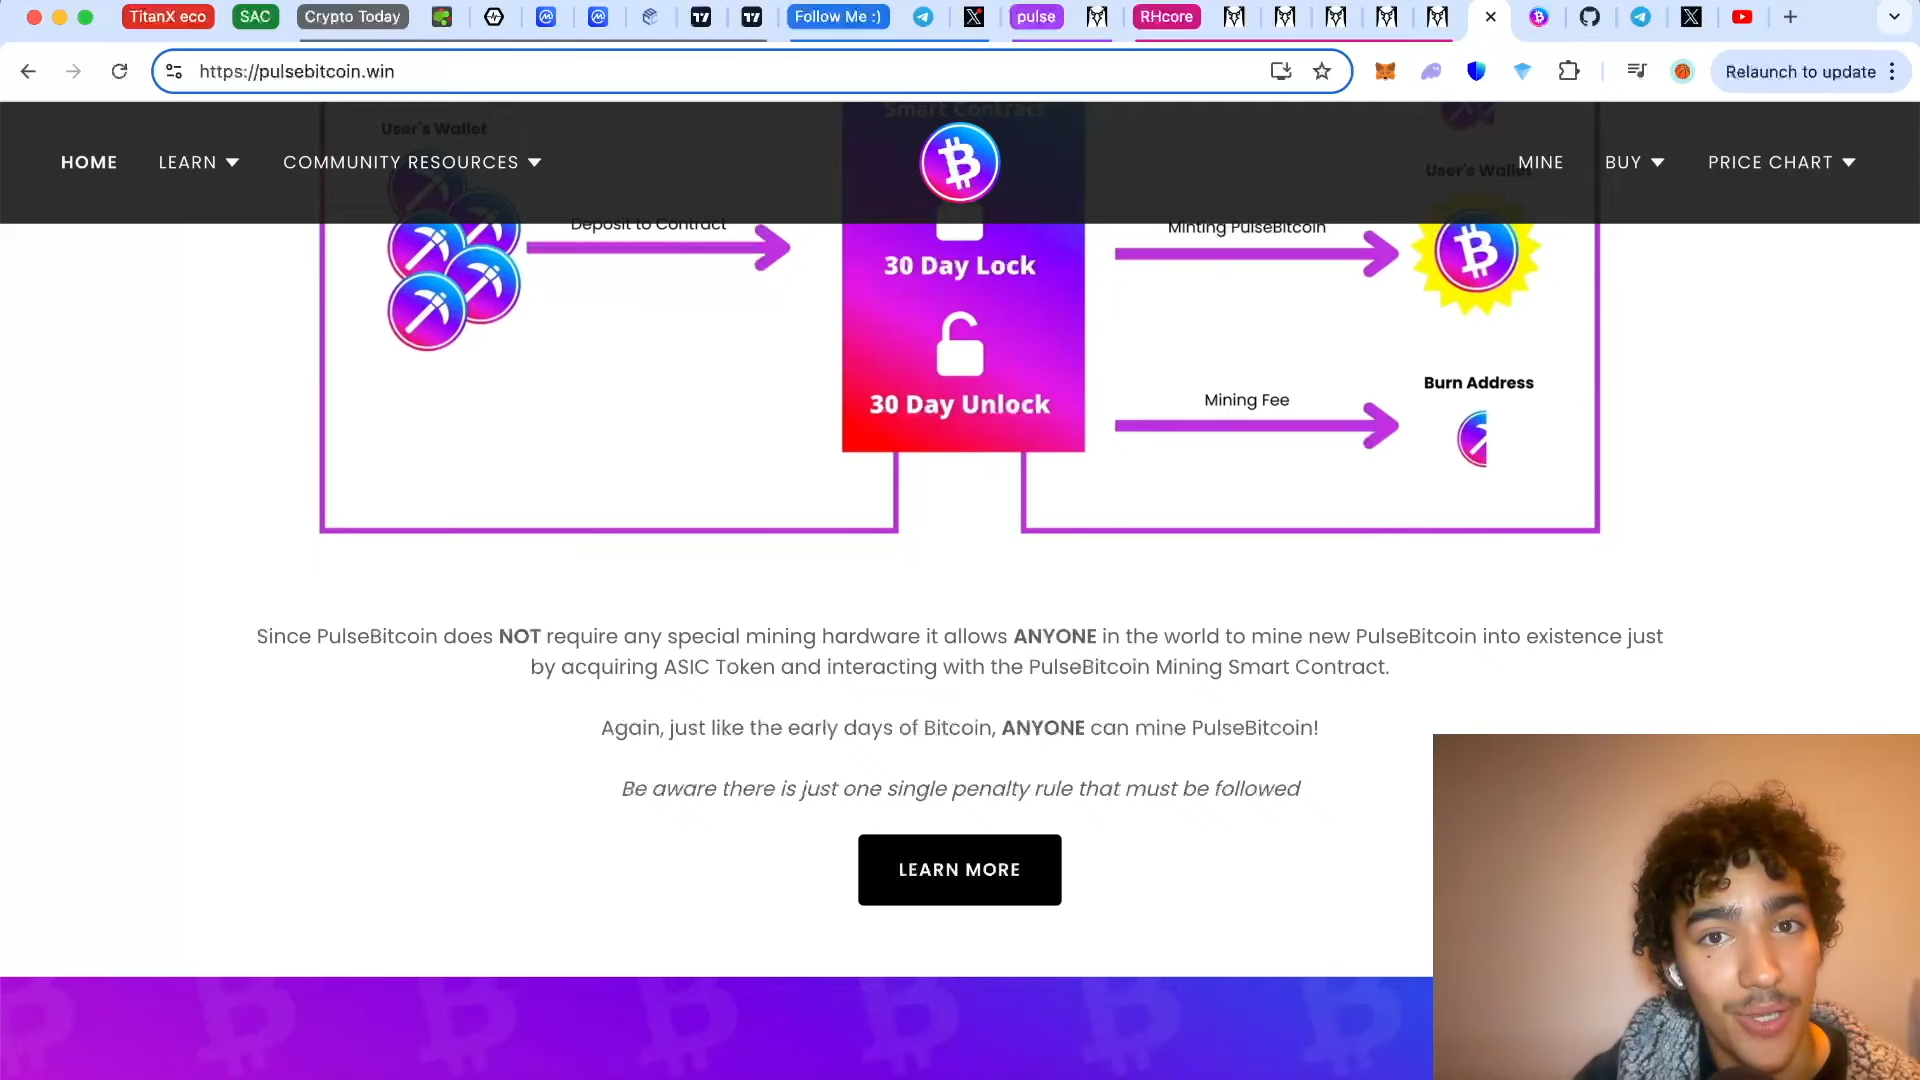 TitanX eco
SAC
Crypto Today
Follow Me :)
pulse
RHcore
https://pulsebitcoin.win
Relaunch to update
HOME
LEARN
COMMUNITY RESOURCES
MINE
BUY
PRICE CHART
User's Wallet
Smart Contract
User's Wallet
Deposit to Contract
Minting PulseBitcoin
30 Day Lock
30 Day Unlock
Burn Address
Mining Fee
Since PulseBitcoin does NOT require any special mining hardware it allows ANYONE in the world to mine new PulseBitcoin into existence just
by acquiring ASIC Token and interacting with the PulseBitcoin Mining Smart Contract.
Again, just like the early days of Bitcoin, ANYONE can mine PulseBitcoin!
Be aware there is just one single penalty rule that must be followed
LEARN MORE